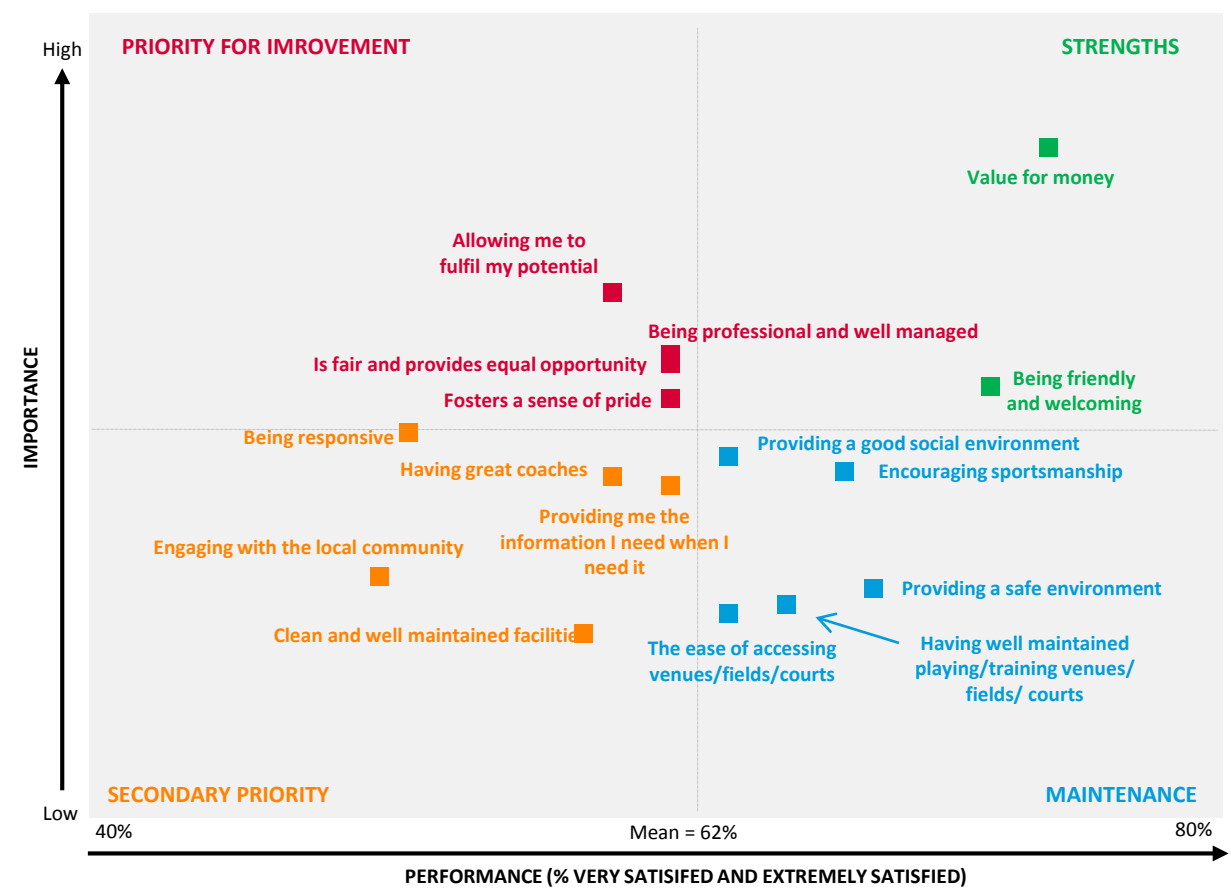 High
PRIORITY FOR IMROVEMENT
STRENGTHS
Value for money
Allowing me to
fulfil my potential
Being professional and well managed
Is fair and provides equal opportunity
Being friendly
and welcoming
Fosters a sense of pride
IMPORTANCE
Being responsive
Providing a good social environment
Having great coaches
Encouraging sportsmanship
Providing me the
information I need when I
need it
Engaging with the local community
Providing a safe environment
Clean and well maintained facilitie
The ease of accessing
venues/fields/courts
Having well maintained
playing/training venues/
fields/ courts
SECONDARY PRIORITY
MAINTENANCE
Low
40%
Mean = 62%
80%
PERFORMANCE (% VERY SATISIFED AND EXTREMELY SATISFIED)